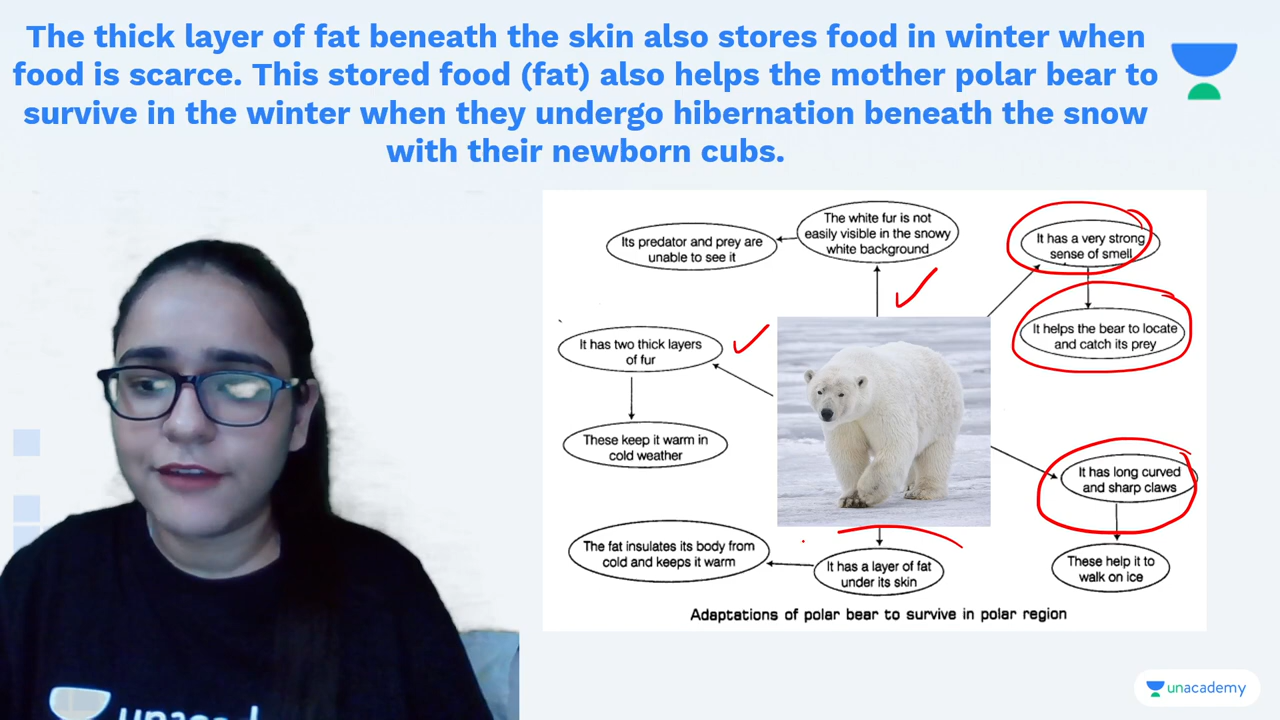 The thick layer of fat beneath the skin also stores food in winter when
food is scarce. This stored food (fat) also helps the mother polar bear to
survive in the winter when they undergo hibernation beneath the snow
with their newborn cubs.
The white fur is not
easily visible in the snowy
white background
Its predator and prey are
unable to see it
It has a very strong
sense of smell
It helps the bear to locate
and catch its prey
It has two thick layers
of fur
These keep it warm in
cold weather
It has long curved
and sharp claws
These help it to
walk on ice
The fat insulates its body from
cold and keeps it warm
It has a layer of fat
under its skin
Adaptations of polar bear to survive in polar region
unacademy